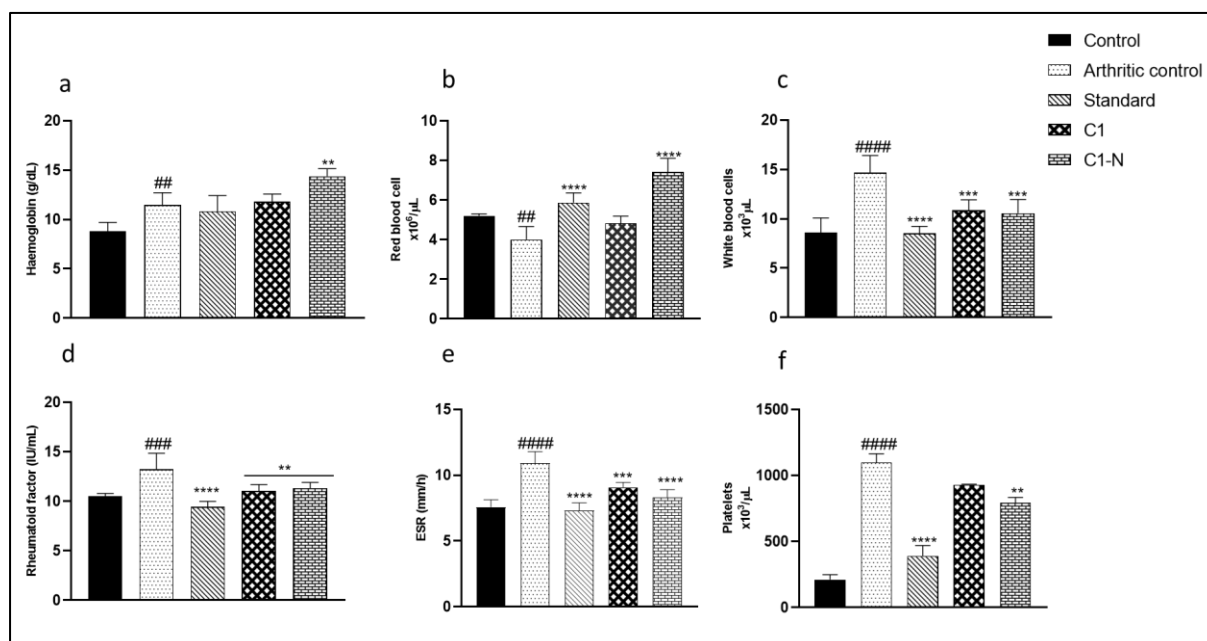 Control
Arthritic control
Standard
C1
C1-N
a
Haemoglobin (g/dL)
20
15
10
5
0
##
**
b
Red blood cell
x10⁶/µL
10
8
6
4
2
0
##
****
****
c
White blood cells
x10³/µL
20
15
10
5
0
####
****
***
***
d
Rheumatoid factor (IU/mL)
20
15
10
5
0
###
****
**
e
ESR (mm/h)
15
10
5
0
####
****
***
****
f
Platelets
x10³/µL
1500
1000
500
0
####
****
**